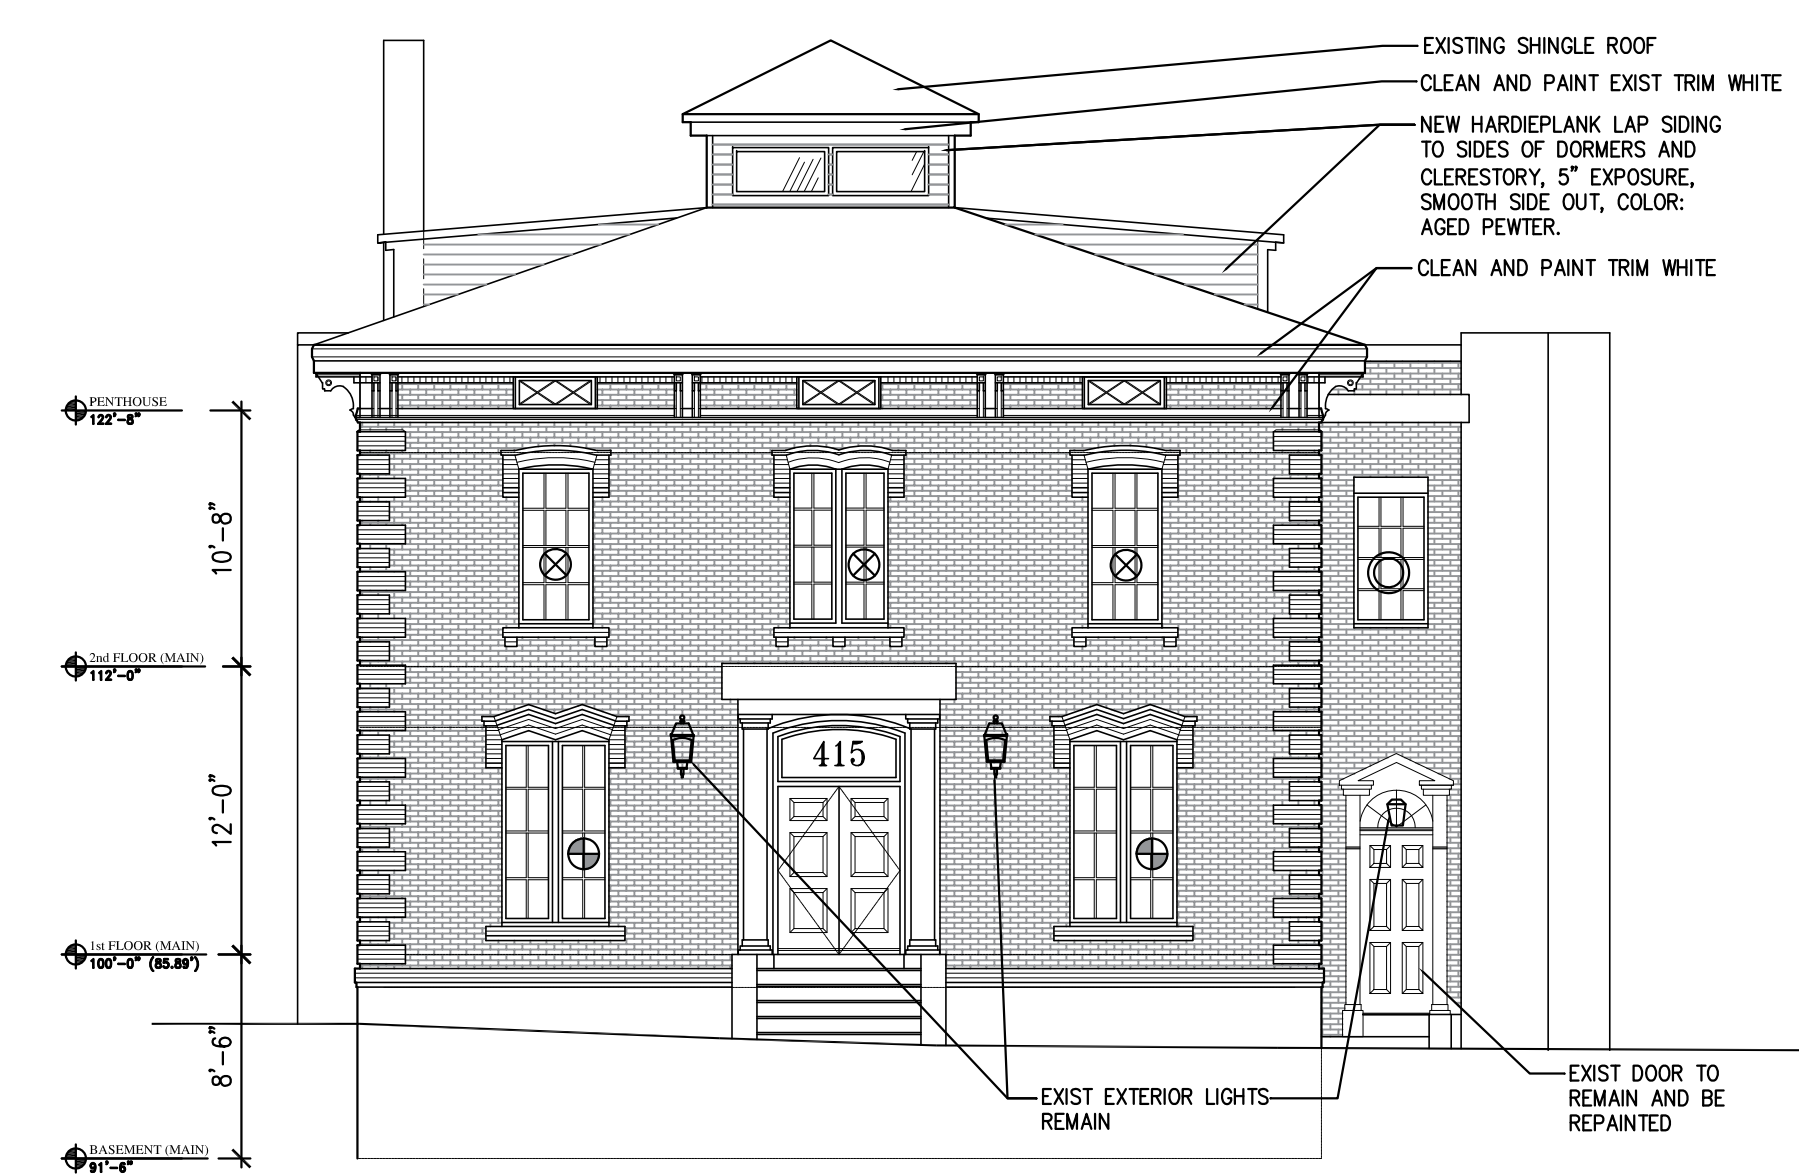 EXISTING SHINGLE ROOF
CLEAN AND PAINT EXIST TRIM WHITE
NEW HARDIEPLANK LAP SIDING
TO SIDES OF DORMERS AND
CLERESTORY, 5" EXPOSURE,
SMOOTH SIDE OUT, COLOR:
AGED PEWTER.
CLEAN AND PAINT TRIM WHITE
PENTHOUSE
122'-8"
10'-8"
2nd FLOOR (MAIN)
112'-0"
415
12'-0"
1st FLOOR (MAIN)
100'-0" (85.89')
8'-6"
EXIST EXTERIOR LIGHTS
REMAIN
EXIST DOOR TO
REMAIN AND BE
REPAINTED
BASEMENT (MAIN)
91'-6"